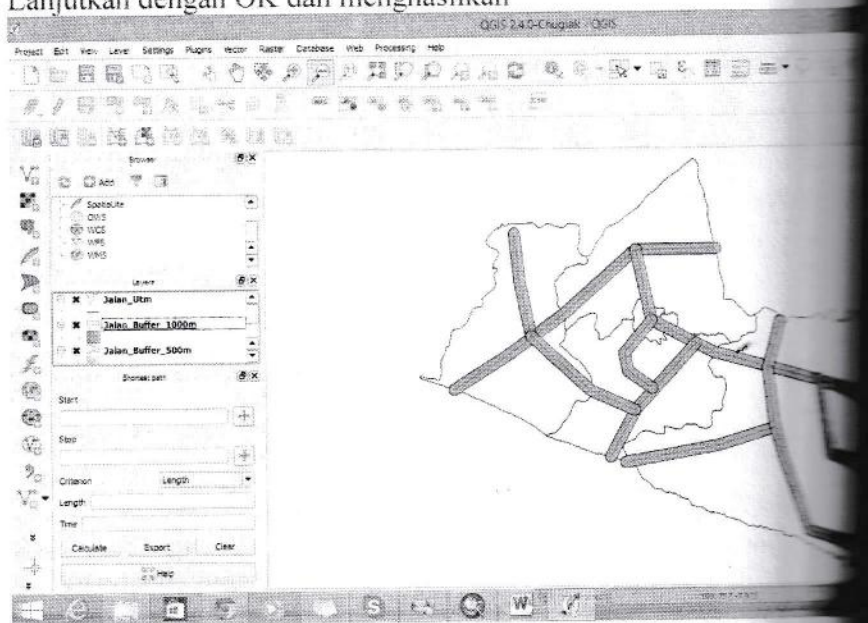 Lanjutkan dengan OK dan menghasilkan
QGIS 2.4.0-Chugiak - QGIS
Project Edit View Layer Settings Plugins Vector Raster Database Web Processing Help
Browser
Add
SpatiaLite
OWS
WCS
WFS
WMS
Layers
Jalan_Utm
Jalan_Buffer_1000m
Jalan_Buffer_500m
Shortest path
Start
Stop
Criterion Length
Length
Time
Calculate Export Clear
Help